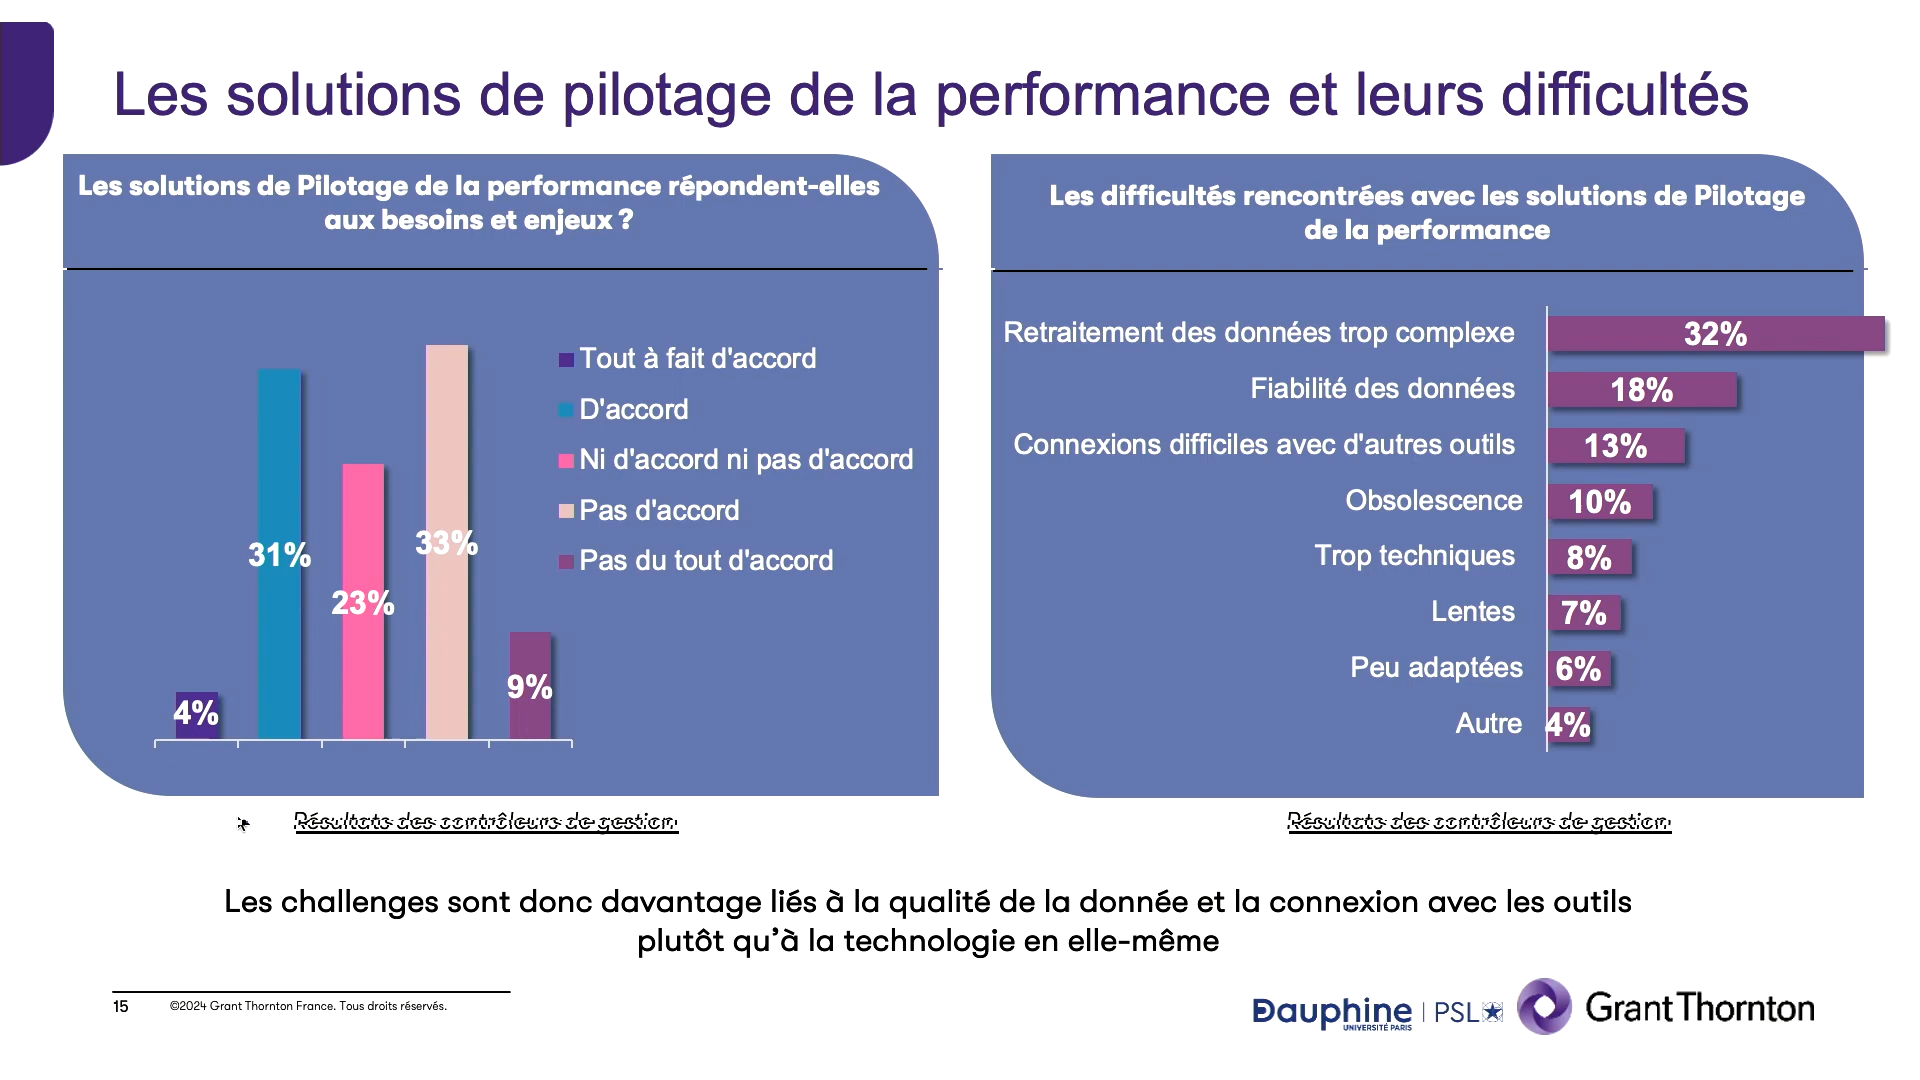 Les solutions de pilotage de la performance et leurs difficultés
Les solutions de Pilotage de la performance répondent-elles
aux besoins et enjeux ?
4%
31%
23%
33%
9%
Tout à fait d'accord
D'accord
Ni d'accord ni pas d'accord
Pas d'accord
Pas du tout d'accord
Résultats des contrôleurs de gestion
Les difficultés rencontrées avec les solutions de Pilotage
de la performance
Retraitement des données trop complexe 32%
Fiabilité des données 18%
Connexions difficiles avec d'autres outils 13%
Obsolescence 10%
Trop techniques 8%
Lentes 7%
Peu adaptées 6%
Autre 4%
Résultats des contrôleurs de gestion
Les challenges sont donc davantage liés à la qualité de la donnée et la connexion avec les outils
plutôt qu’à la technologie en elle-même
15 ©2024 Grant Thornton France. Tous droits réservés.
Dauphine | PSL
UNIVERSITÉ PARIS
Grant Thornton